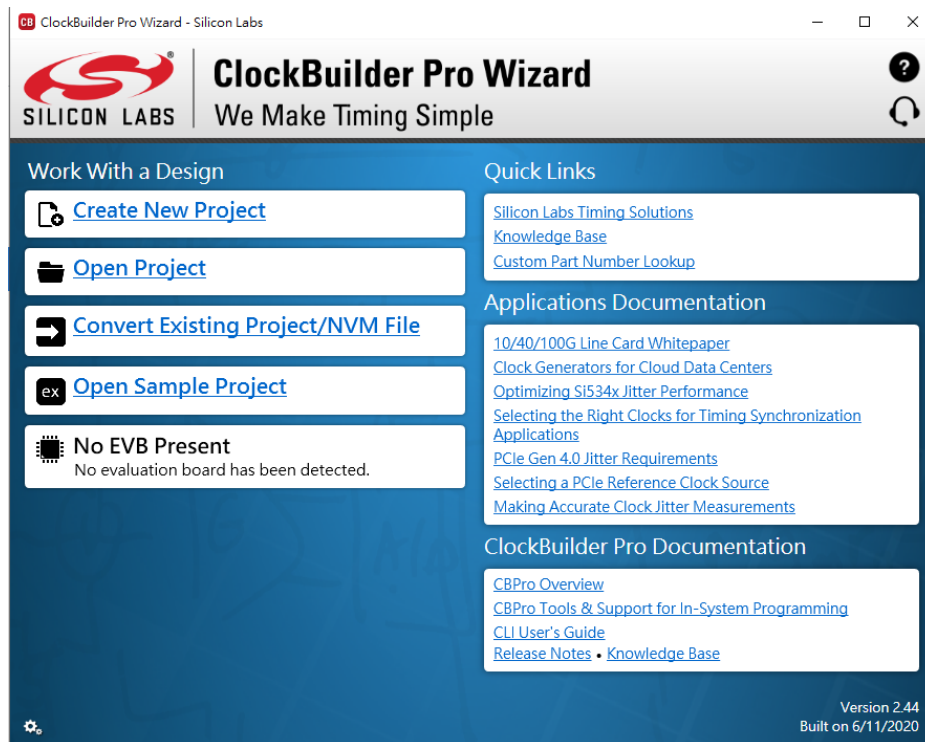 CB ClockBuilder Pro Wizard - Silicon Labs
SILICON LABS
ClockBuilder Pro Wizard
We Make Timing Simple
?
Work With a Design
Create New Project
Open Project
Convert Existing Project/NVM File
ex Open Sample Project
No EVB Present
No evaluation board has been detected.
Quick Links
Silicon Labs Timing Solutions
Knowledge Base
Custom Part Number Lookup
Applications Documentation
10/40/100G Line Card Whitepaper
Clock Generators for Cloud Data Centers
Optimizing Si534x Jitter Performance
Selecting the Right Clocks for Timing Synchronization
Applications
PCIe Gen 4.0 Jitter Requirements
Selecting a PCIe Reference Clock Source
Making Accurate Clock Jitter Measurements
ClockBuilder Pro Documentation
CBPro Overview
CBPro Tools & Support for In-System Programming
CLI User's Guide
Release Notes • Knowledge Base
Version 2.44
Built on 6/11/2020